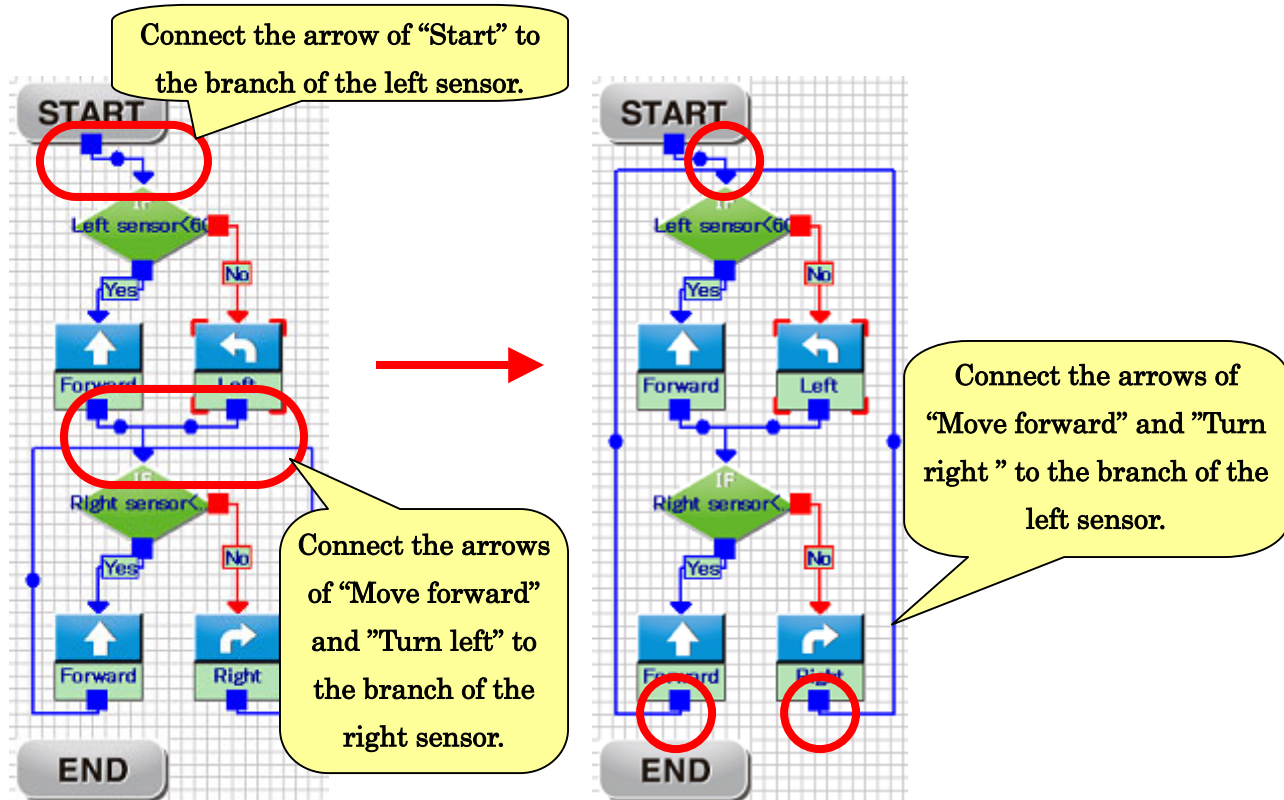 Connect the arrow of “Start” to
the branch of the left sensor.
START
IF
Left sensor<60
Yes
No
Forward
Left
IF
Right sensor<..
Yes
No
Forward
Right
END
Connect the arrows
of “Move forward”
and ”Turn left” to
the branch of the
right sensor.
START
IF
Left sensor<60
Yes
No
Forward
Left
IF
Right sensor<..
Yes
No
Forward
Right
END
Connect the arrows of
“Move forward” and ”Turn
right ” to the branch of the
left sensor.